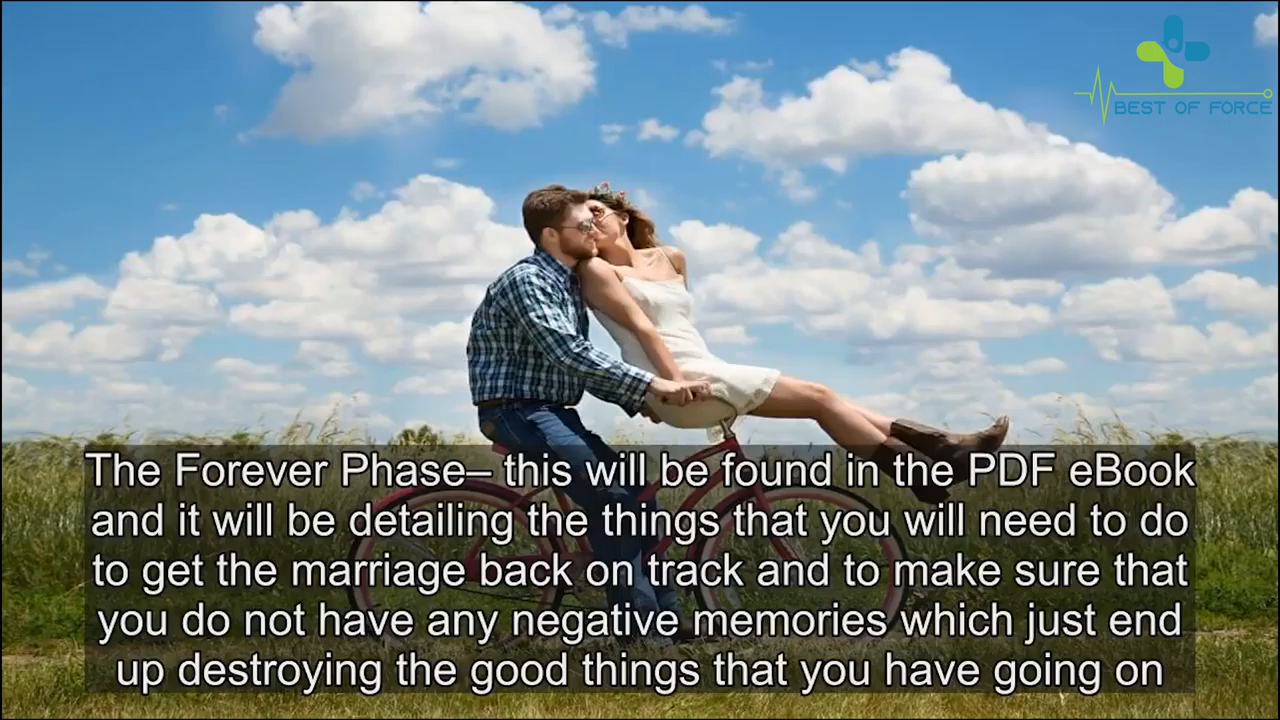 BEST OF FORCE
The Forever Phase– this will be found in the PDF eBook
and it will be detailing the things that you will need to do
to get the marriage back on track and to make sure that
you do not have any negative memories which just end
up destroying the good things that you have going on